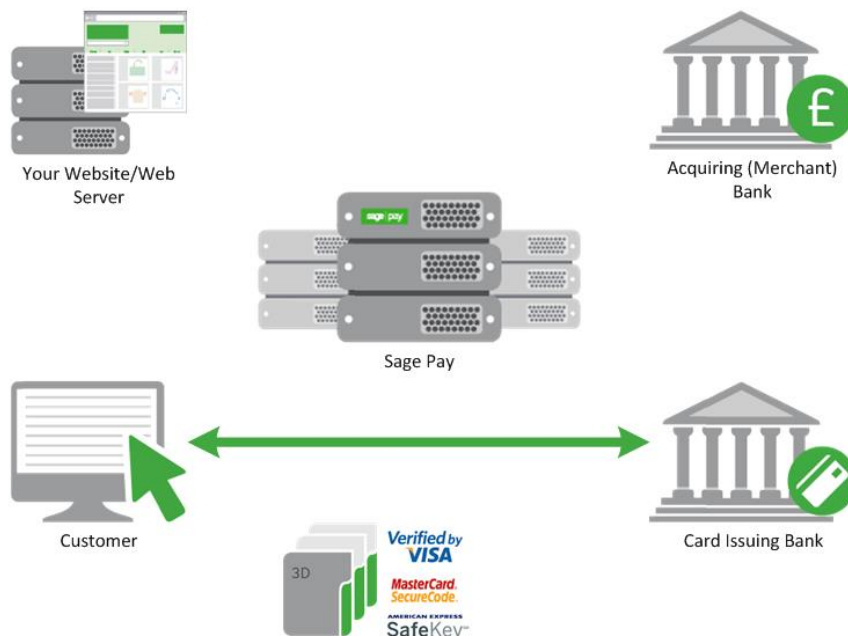 Your Website/Web
Server
£
Acquiring (Merchant)
Bank
sage pay
Sage Pay
Customer
Card Issuing Bank
3D
Verified by
VISA
MasterCard.
SecureCode.
AMERICAN EXPRESS
SafeKey℠